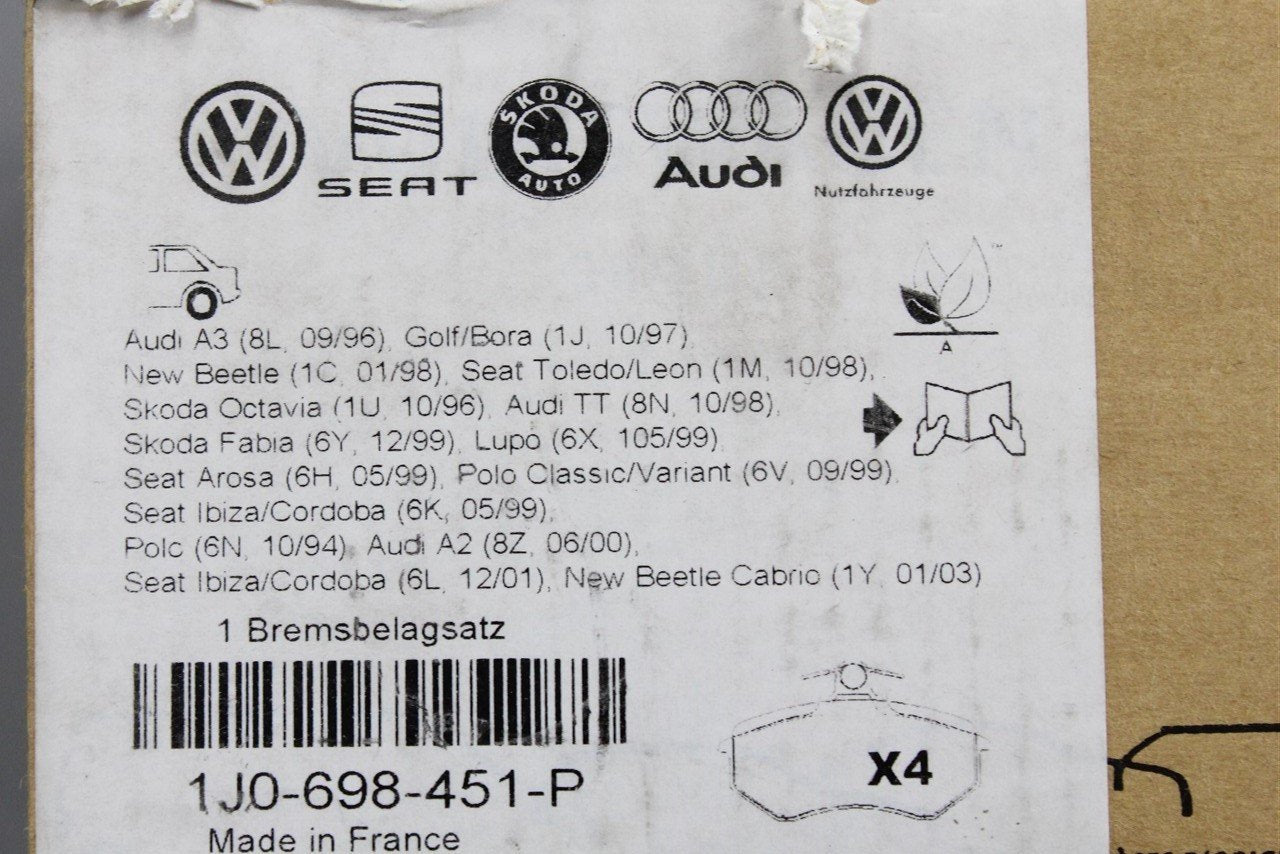 SEAT
ŠKODA
AUTO
Audi
Nutzfahrzeuge
™
A
Audi A3 (8L, 09/96), Golf/Bora (1J, 10/97),
New Beetle (1C, 01/98), Seat Toledo/Leon (1M, 10/98),
Skoda Octavia (1U, 10/96), Audi TT (8N, 10/98),
Skoda Fabia (6Y, 12/99), Lupo (6X, 105/99),
Seat Arosa (6H, 05/99), Polo Classic/Variant (6V, 09/99),
Seat Ibiza/Cordoba (6K, 05/99),
Polo (6N, 10/94), Audi A2 (8Z, 06/00),
Seat Ibiza/Cordoba (6L, 12/01), New Beetle Cabrio (1Y, 01/03)
1 Bremsbelagsatz
1J0-698-451-P
X4
Made in France